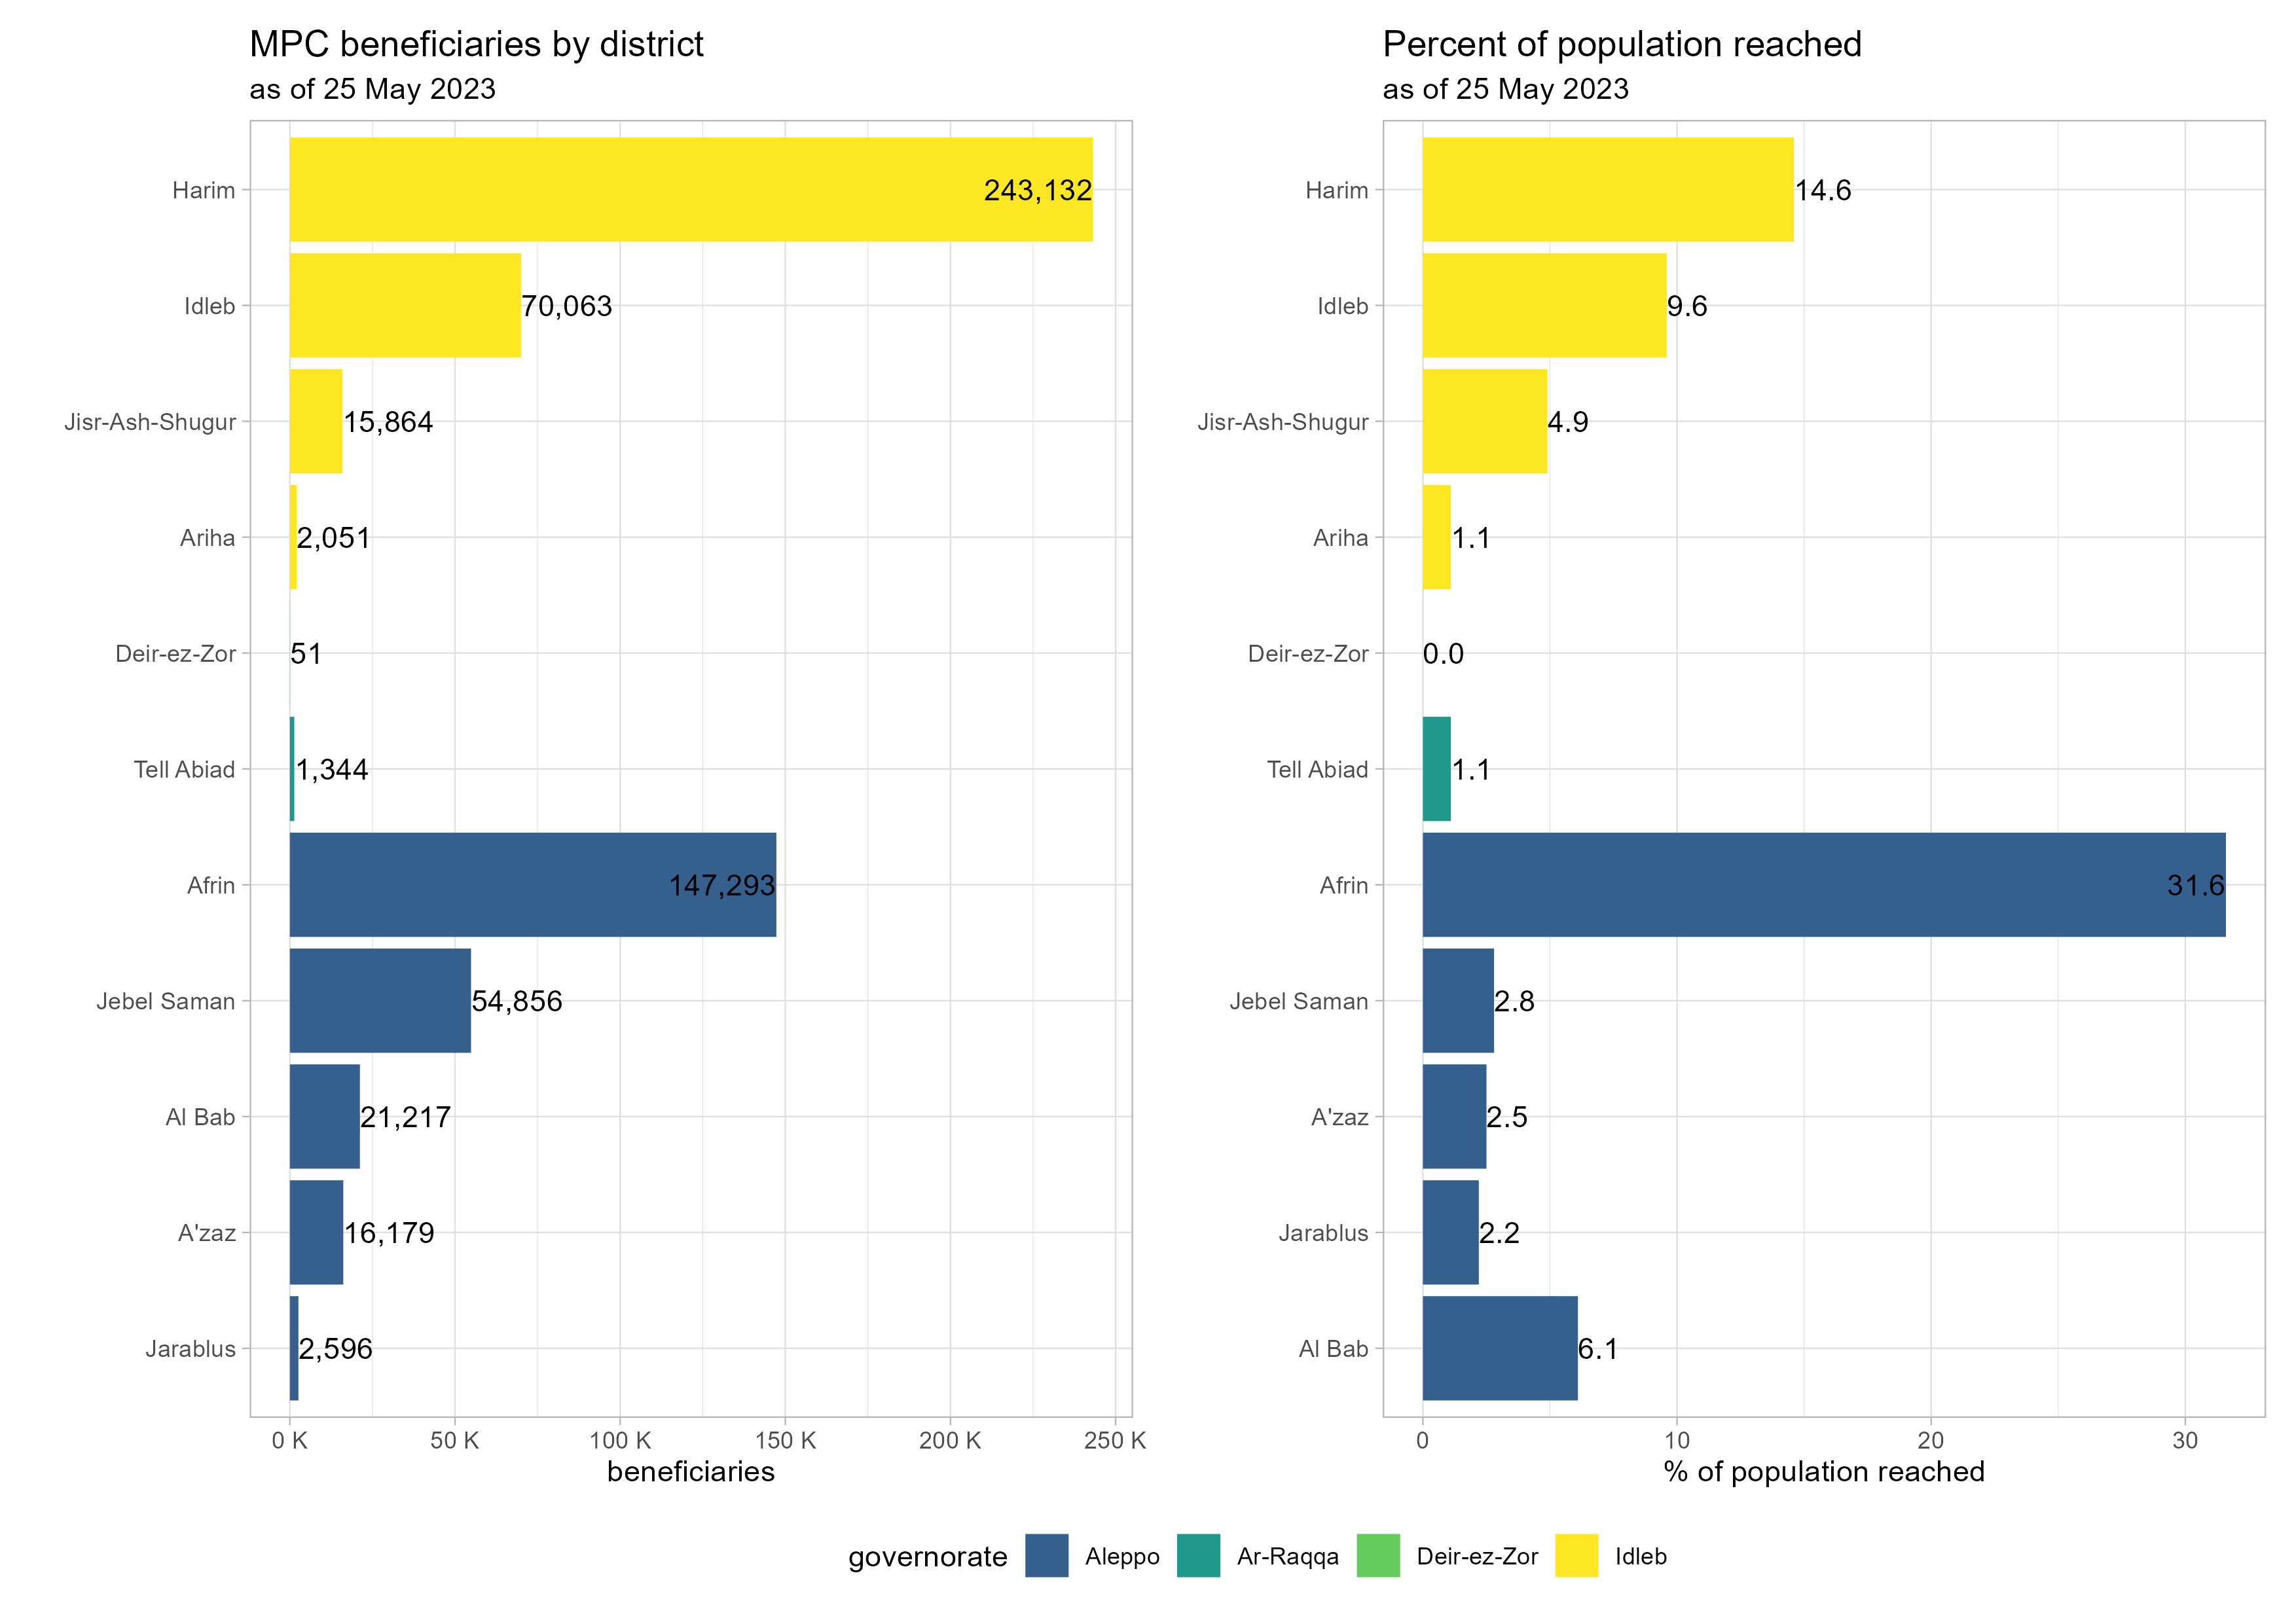 MPC beneficiaries by district
as of 25 May 2023
Harim 243,132
Idleb 70,063
Jisr-Ash-Shugur 15,864
Ariha 2,051
Deir-ez-Zor 51
Tell Abiad 1,344
Afrin 147,293
Jebel Saman 54,856
Al Bab 21,217
A'zaz 16,179
Jarablus 2,596
0 K 50 K 100 K 150 K 200 K 250 K
beneficiaries
Percent of population reached
as of 25 May 2023
Harim 14.6
Idleb 9.6
Jisr-Ash-Shugur 4.9
Ariha 1.1
Deir-ez-Zor 0.0
Tell Abiad 1.1
Afrin 31.6
Jebel Saman 2.8
A'zaz 2.5
Jarablus 2.2
Al Bab 6.1
0 10 20 30
% of population reached
governorate Aleppo Ar-Raqqa Deir-ez-Zor Idleb